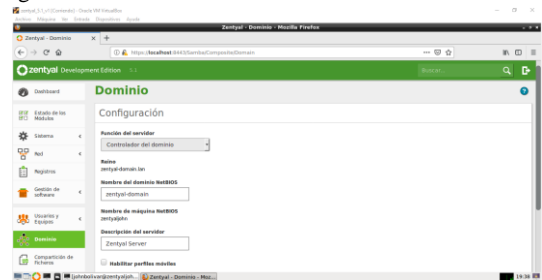 Zentyal - Dominio - Mozilla Firefox
Zentyal - Dominio
https://localhost:8443/Samba/Composite/Domain
zentyal Development Edition
Buscar...
Dashboard
Dominio
Estado de los Módulos
Configuración
Sistema
Función del servidor
Controlador del dominio
Red
Reino
zentyal-domain.lan
Registros
Nombre del dominio NetBIOS
zentyal-domain
Gestión de software
Nombre de máquina NetBIOS
zentyaljohn
Usuarios y Equipos
Descripción del servidor
Zentyal Server
Dominio
Habilitar perfiles móviles
Compartición de Ficheros
Zentyal - Dominio - Moz...
19:36